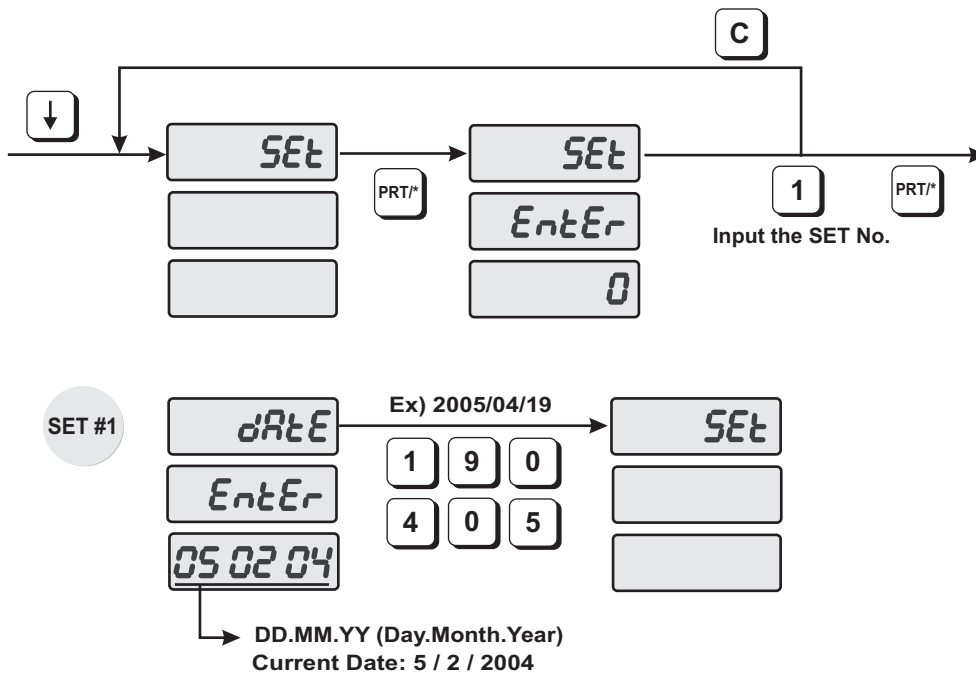 C
↓
SEt
PRT/*
SEt
EntEr
0
1
PRT/*
Input the SET No.
SET #1
dAtE
EntEr
05 02 04
Ex) 2005/04/19
1 9 0
4 0 5
SEt
DD.MM.YY (Day.Month.Year)
Current Date: 5 / 2 / 2004